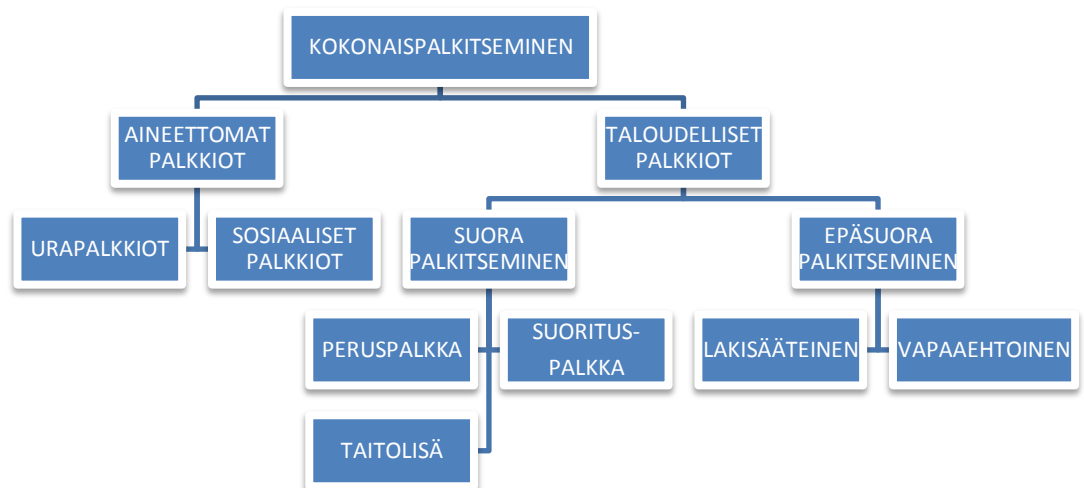 KOKONAISPALKITSEMINEN
AINEETTOMAT
PALKKIOT
TALOUDELLISET
PALKKIOT
URAPALKKIOT
SOSIAALISET
PALKKIOT
SUORA
PALKITSEMINEN
EPÄSUORA
PALKITSEMINEN
PERUSPALKKA
SUORITUS-
PALKKA
LAKISÄÄTEINEN
VAPAAEHTOINEN
TAITOLISÄ